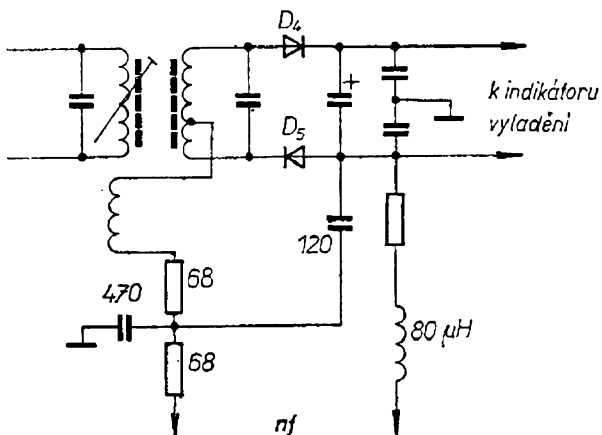 D4
+
k indikátoru
vyladění
D5
120
68
470
80 μH
68
nf